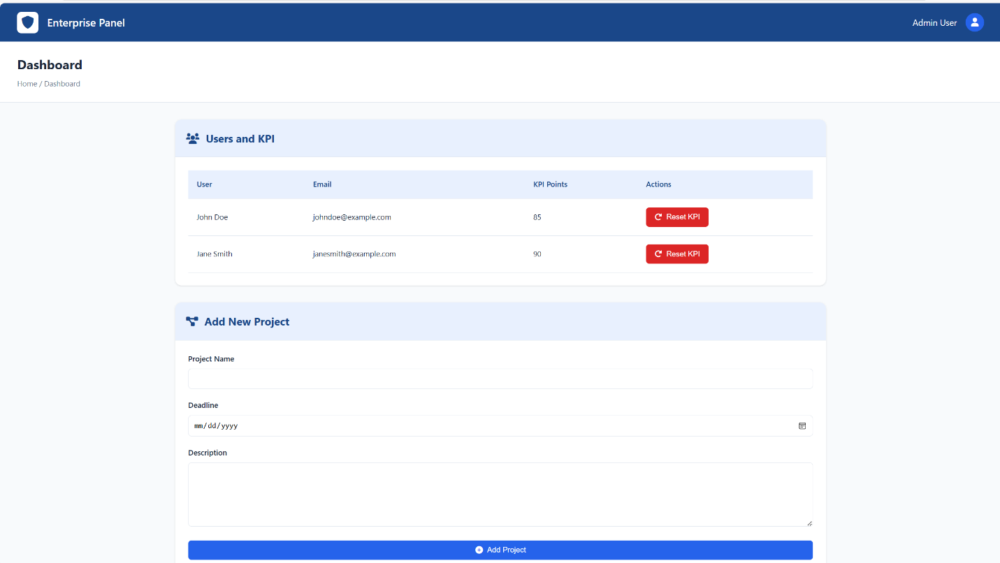 Enterprise Panel
Admin User
Dashboard
Home / Dashboard
Users and KPI
User Email KPI Points Actions
John Doe johndoe@example.com 85 Reset KPI
Jane Smith janesmith@example.com 90 Reset KPI
Add New Project
Project Name
Deadline
mm/dd/yyyy
Description
Add Project